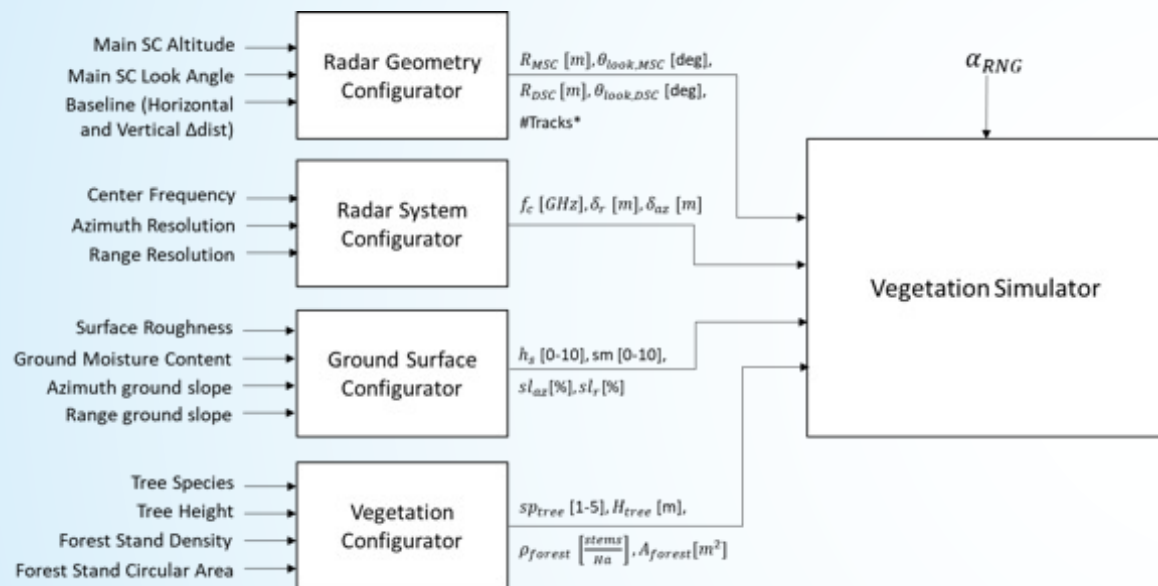 Main SC Altitude
Main SC Look Angle
Baseline (Horizontal
and Vertical Δdist)
Radar Geometry
Configurator
R_MSC [m], θ_look,MSC [deg],
R_DSC [m], θ_look,DSC [deg],
#Tracks*
α_RNG
Center Frequency
Azimuth Resolution
Range Resolution
Radar System
Configurator
f_c [GHz], δ_r [m], δ_az [m]
Vegetation Simulator
Surface Roughness
Ground Moisture Content
Azimuth ground slope
Range ground slope
Ground Surface
Configurator
h_s [0-10], sm [0-10],
sl_az[%], sl_r[%]
Tree Species
Tree Height
Forest Stand Density
Forest Stand Circular Area
Vegetation
Configurator
sp_tree [1-5], H_tree [m],
ρ_forest [stems/Ha], A_forest[m²]